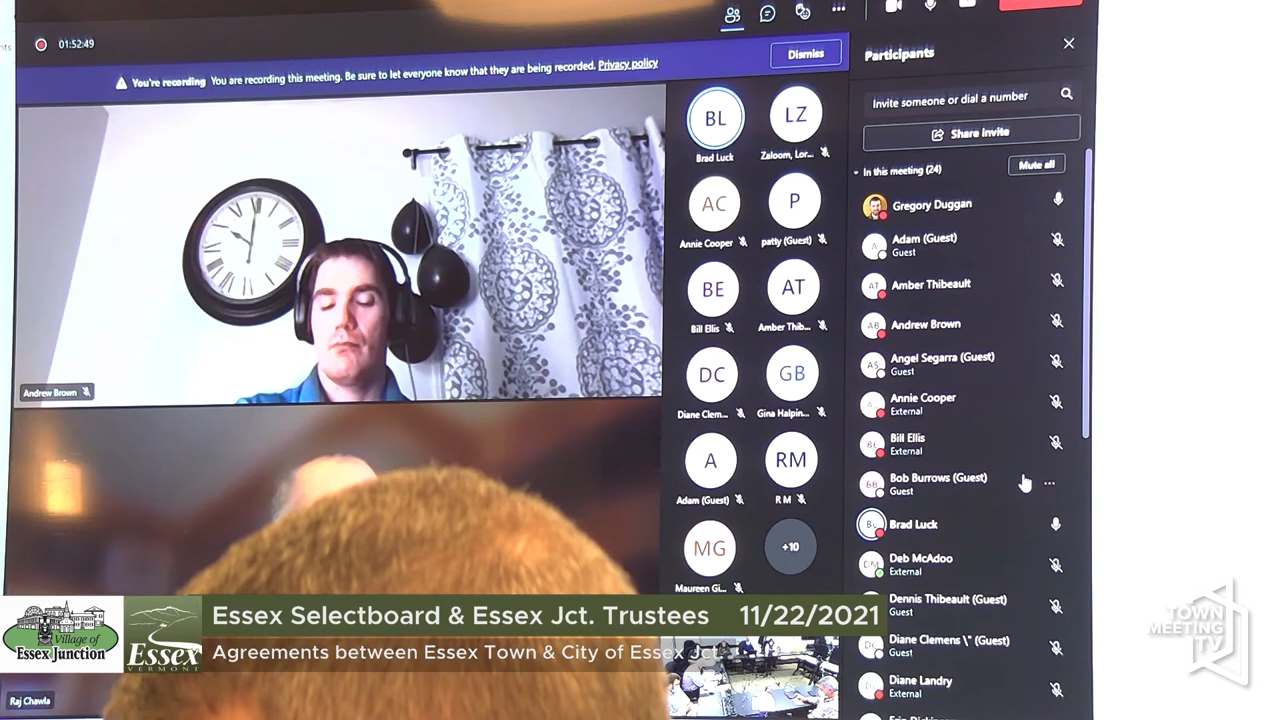 01:52:49
You're recording You are recording this meeting. Be sure to let everyone know that they are being recorded. Privacy policy
Dismiss
Andrew Brown
BL
Brad Luck
LZ
Zaloom, Lor...
AC
Annie Cooper
P
patty (Guest)
BE
Bill Ellis
AT
Amber Thib...
DC
Diane Clem...
GB
Gina Halpin...
A
Adam (Guest)
RM
R M
MG
Maureen Gi...
+10
Participants
Invite someone or dial a number
Share invite
In this meeting (24)
Mute all
Gregory Duggan
Adam (Guest)
Guest
AT
Amber Thibeault
AB
Andrew Brown
AS
Angel Segarra (Guest)
Guest
Annie Cooper
External
BE
Bill Ellis
External
BB
Bob Burrows (Guest)
Guest
Brad Luck
DM
Deb McAdoo
External
Dennis Thibeault (Guest)
Guest
Diane Clemens \" (Guest)
Guest
Diane Landry
External
Raj Chawla
Village of
Essex Junction
Essex
VERMONT
Essex Selectboard & Essex Jct. Trustees 11/22/2021
Agreements between Essex Town & City of Essex Jct.
TOWN
MEETING
TV